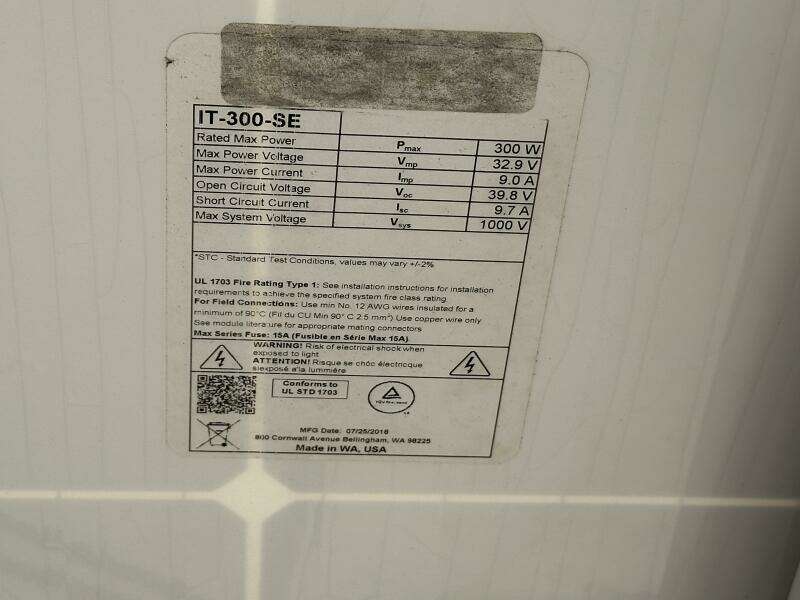 IT-300-SE
Rated Max Power Pmax 300 W
Max Power Voltage Vmp 32.9 V
Max Power Current Imp 9.0 A
Open Circuit Voltage Voc 39.8 V
Short Circuit Current Isc 9.7 A
Max System Voltage Vsys 1000 V
*STC - Standard Test Conditions, values may vary +/-2%
UL 1703 Fire Rating Type 1: See installation instructions for installation
requirements to achieve the specified system fire class rating
For Field Connections: Use min No. 12 AWG wires insulated for a
minimum of 90°C (Fil du CU Min 90° C 2.5 mm²) Use copper wire only
See module literature for appropriate mating connectors
Max Series Fuse: 15A (Fusible en Série Max 15A)
WARNING! Risk of electrical shock when
exposed to light
ATTENTION! Risque se chôc électricque
siexposé a'la lummiére
Conforms to
UL STD 1703
MFG Date: 07/25/2018
800 Cornwall Avenue Bellingham, WA 98225
Made in WA, USA